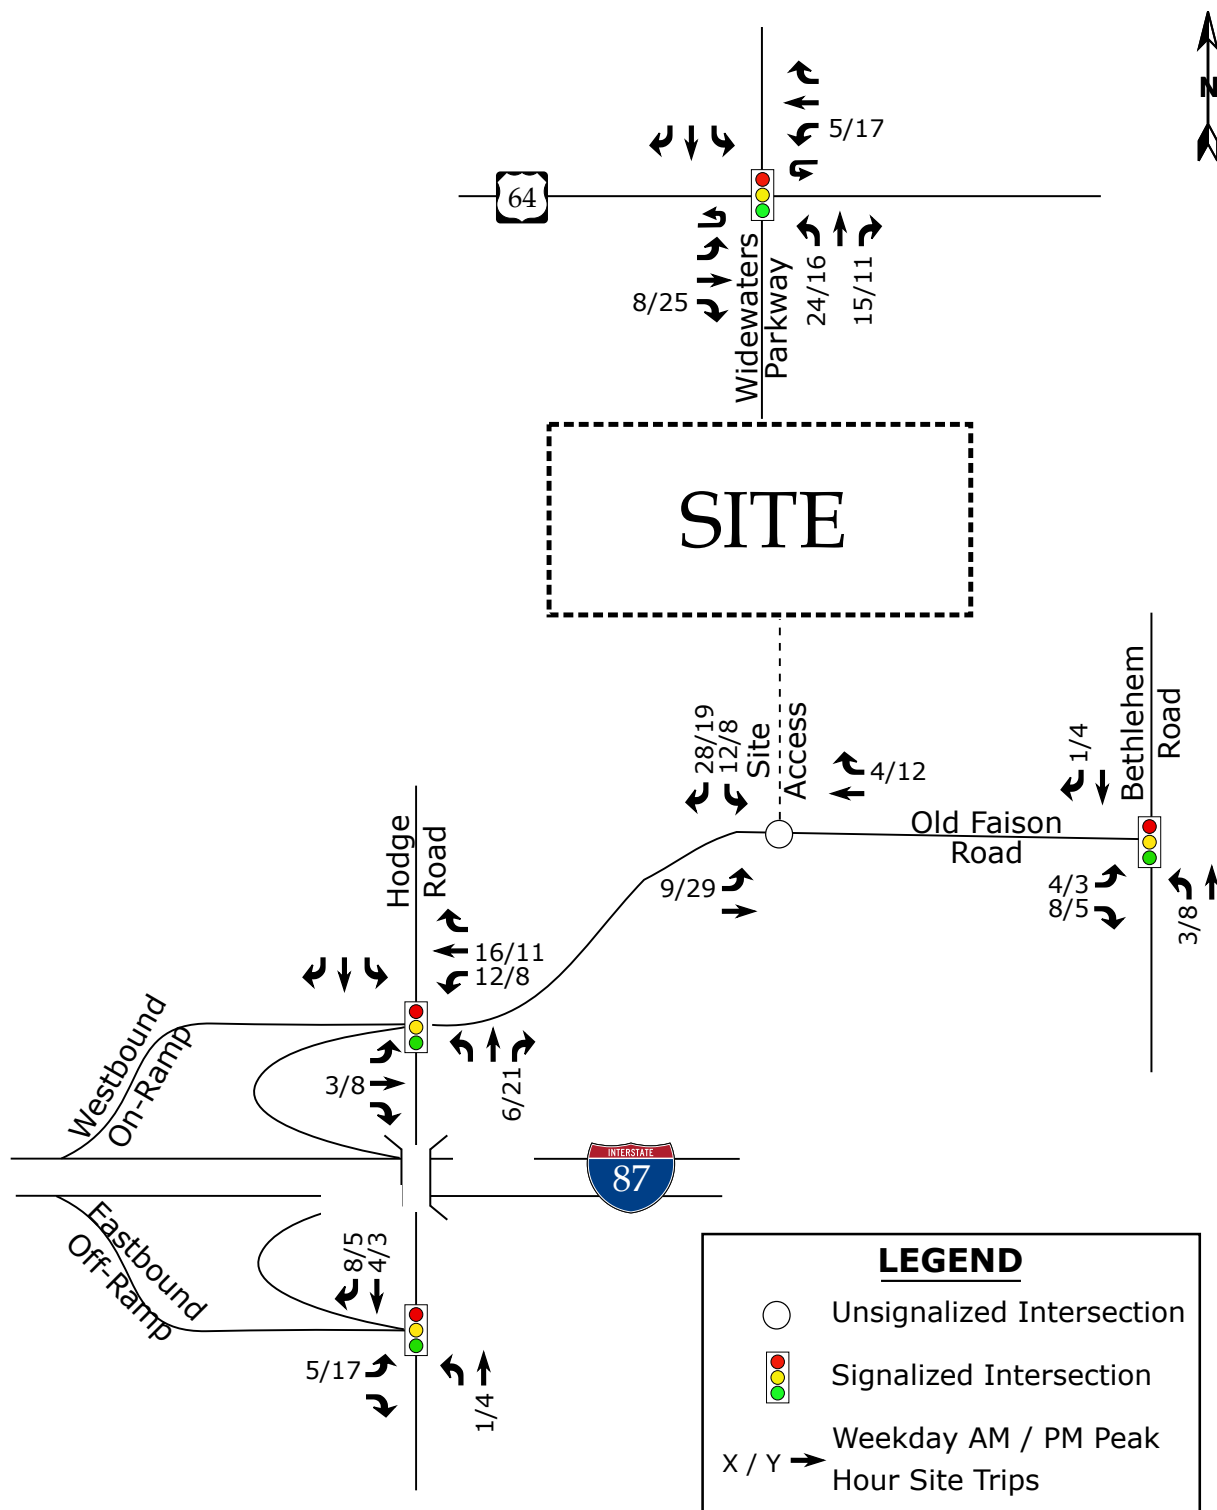 N
5/17
64
8/25
Widewaters
Parkway
24/16
15/11
SITE
28/19
12/8
Site
Access
4/12
1/4
Bethlehem
Road
Old Faison
Road
9/29
4/3
8/5
3/8
Hodge
Road
16/11
12/8
3/8
6/21
Westbound
On-Ramp
INTERSTATE
87
Eastbound
Off-Ramp
8/5
4/3
5/17
1/4
LEGEND
Unsignalized Intersection
Signalized Intersection
X / Y
Weekday AM / PM Peak
Hour Site Trips